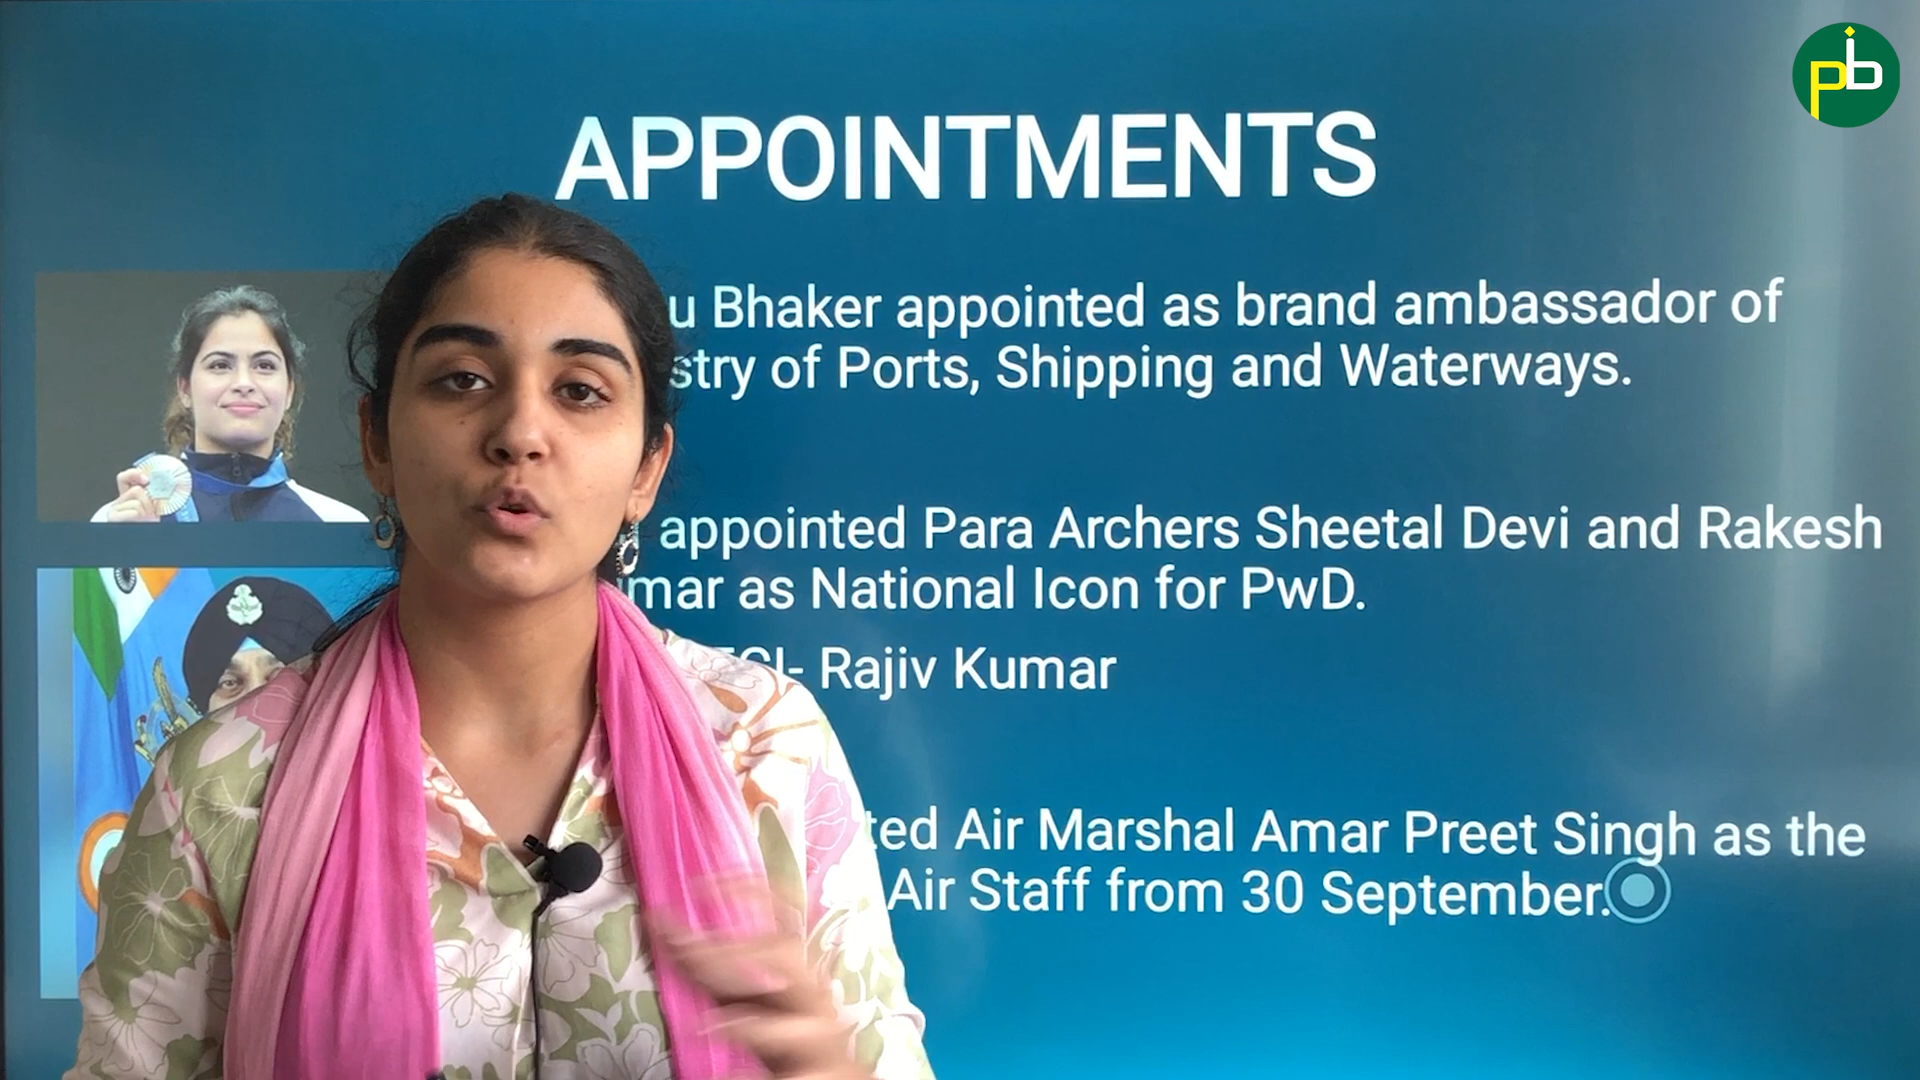 pib
APPOINTMENTS
u Bhaker appointed as brand ambassador of
stry of Ports, Shipping and Waterways.
appointed Para Archers Sheetal Devi and Rakesh
mar as National Icon for PwD.
ECI- Rajiv Kumar
ted Air Marshal Amar Preet Singh as the
Air Staff from 30 September.